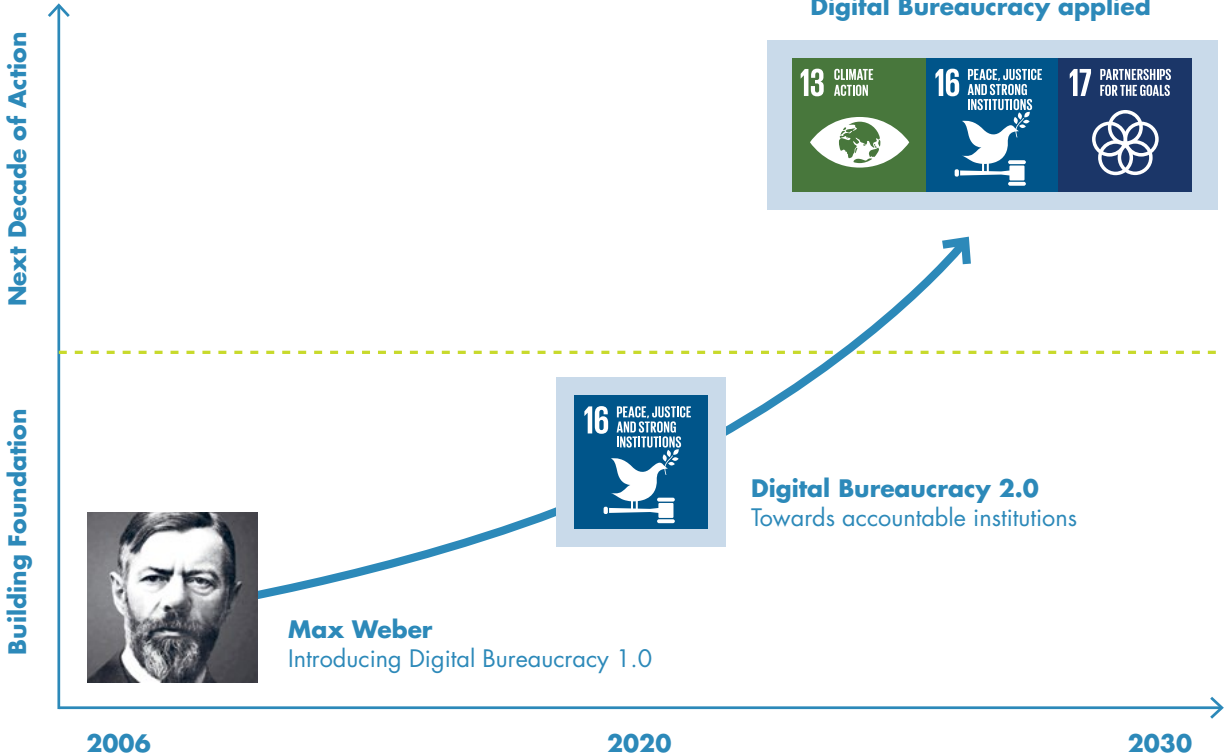 Digital Bureaucracy applied
Next Decade of Action
13 CLIMATE
ACTION
16 PEACE, JUSTICE
AND STRONG
INSTITUTIONS
17 PARTNERSHIPS
FOR THE GOALS
Building Foundation
16 PEACE, JUSTICE
AND STRONG
INSTITUTIONS
Digital Bureaucracy 2.0
Towards accountable institutions
Max Weber
Introducing Digital Bureaucracy 1.0
2006
2020
2030